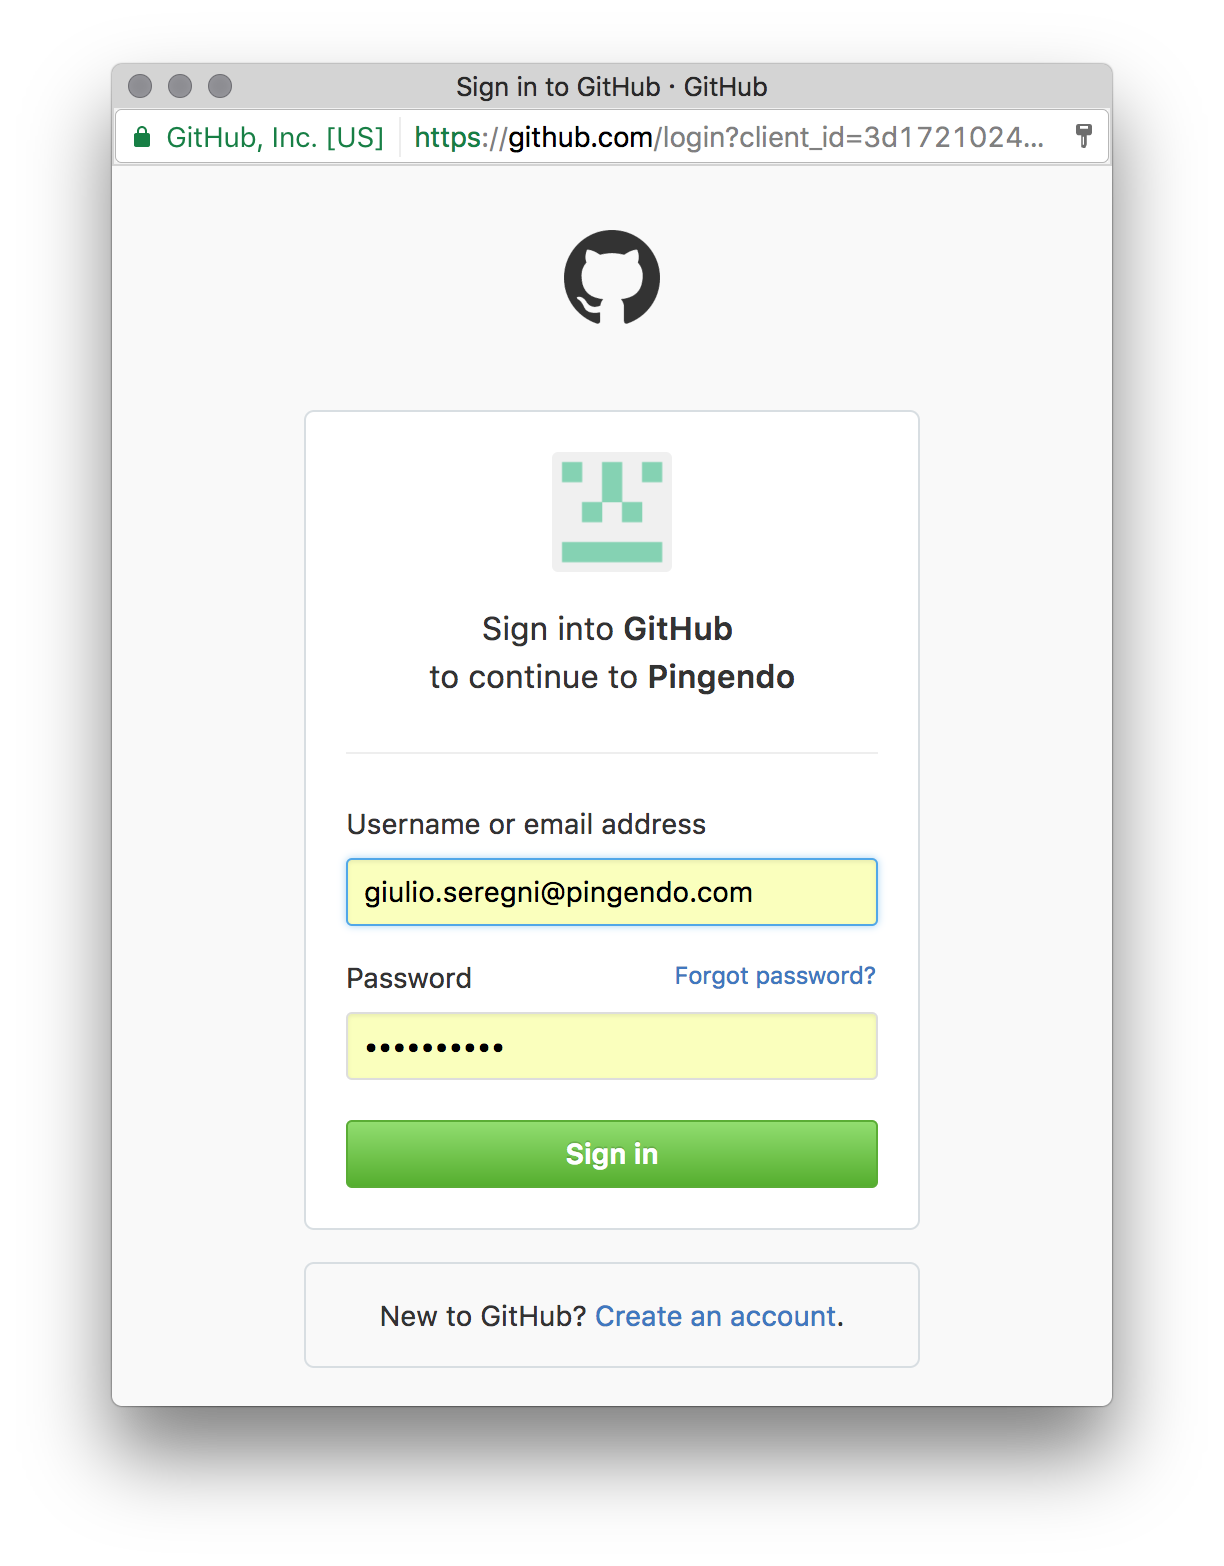 Sign in to GitHub · GitHub
GitHub, Inc. [US] https://github.com/login?client_id=3d1721024...
Sign into GitHub
to continue to Pingendo
Username or email address
giulio.seregni@pingendo.com
Password Forgot password?
••••••••••
Sign in
New to GitHub? Create an account.